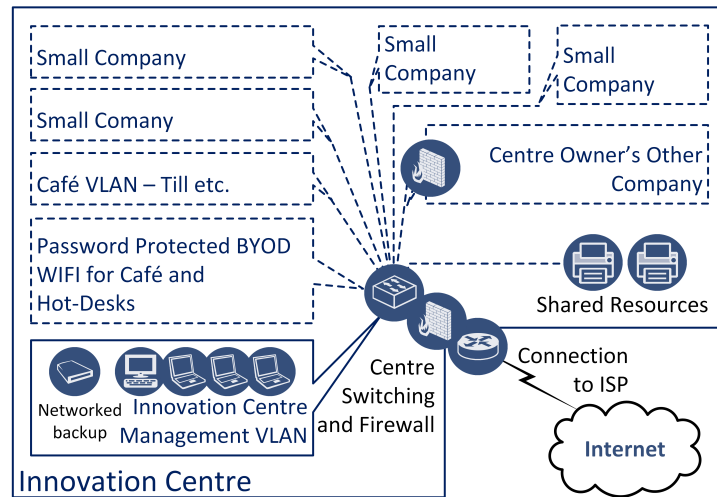 Small Company
Small
Company
Small
Company
Small Comany
Centre Owner's Other
Company
Café VLAN – Till etc.
Password Protected BYOD
WIFI for Café and
Hot-Desks
Shared Resources
Networked
backup
Innovation Centre
Management VLAN
Centre
Switching
and Firewall
Connection
to ISP
Internet
Innovation Centre